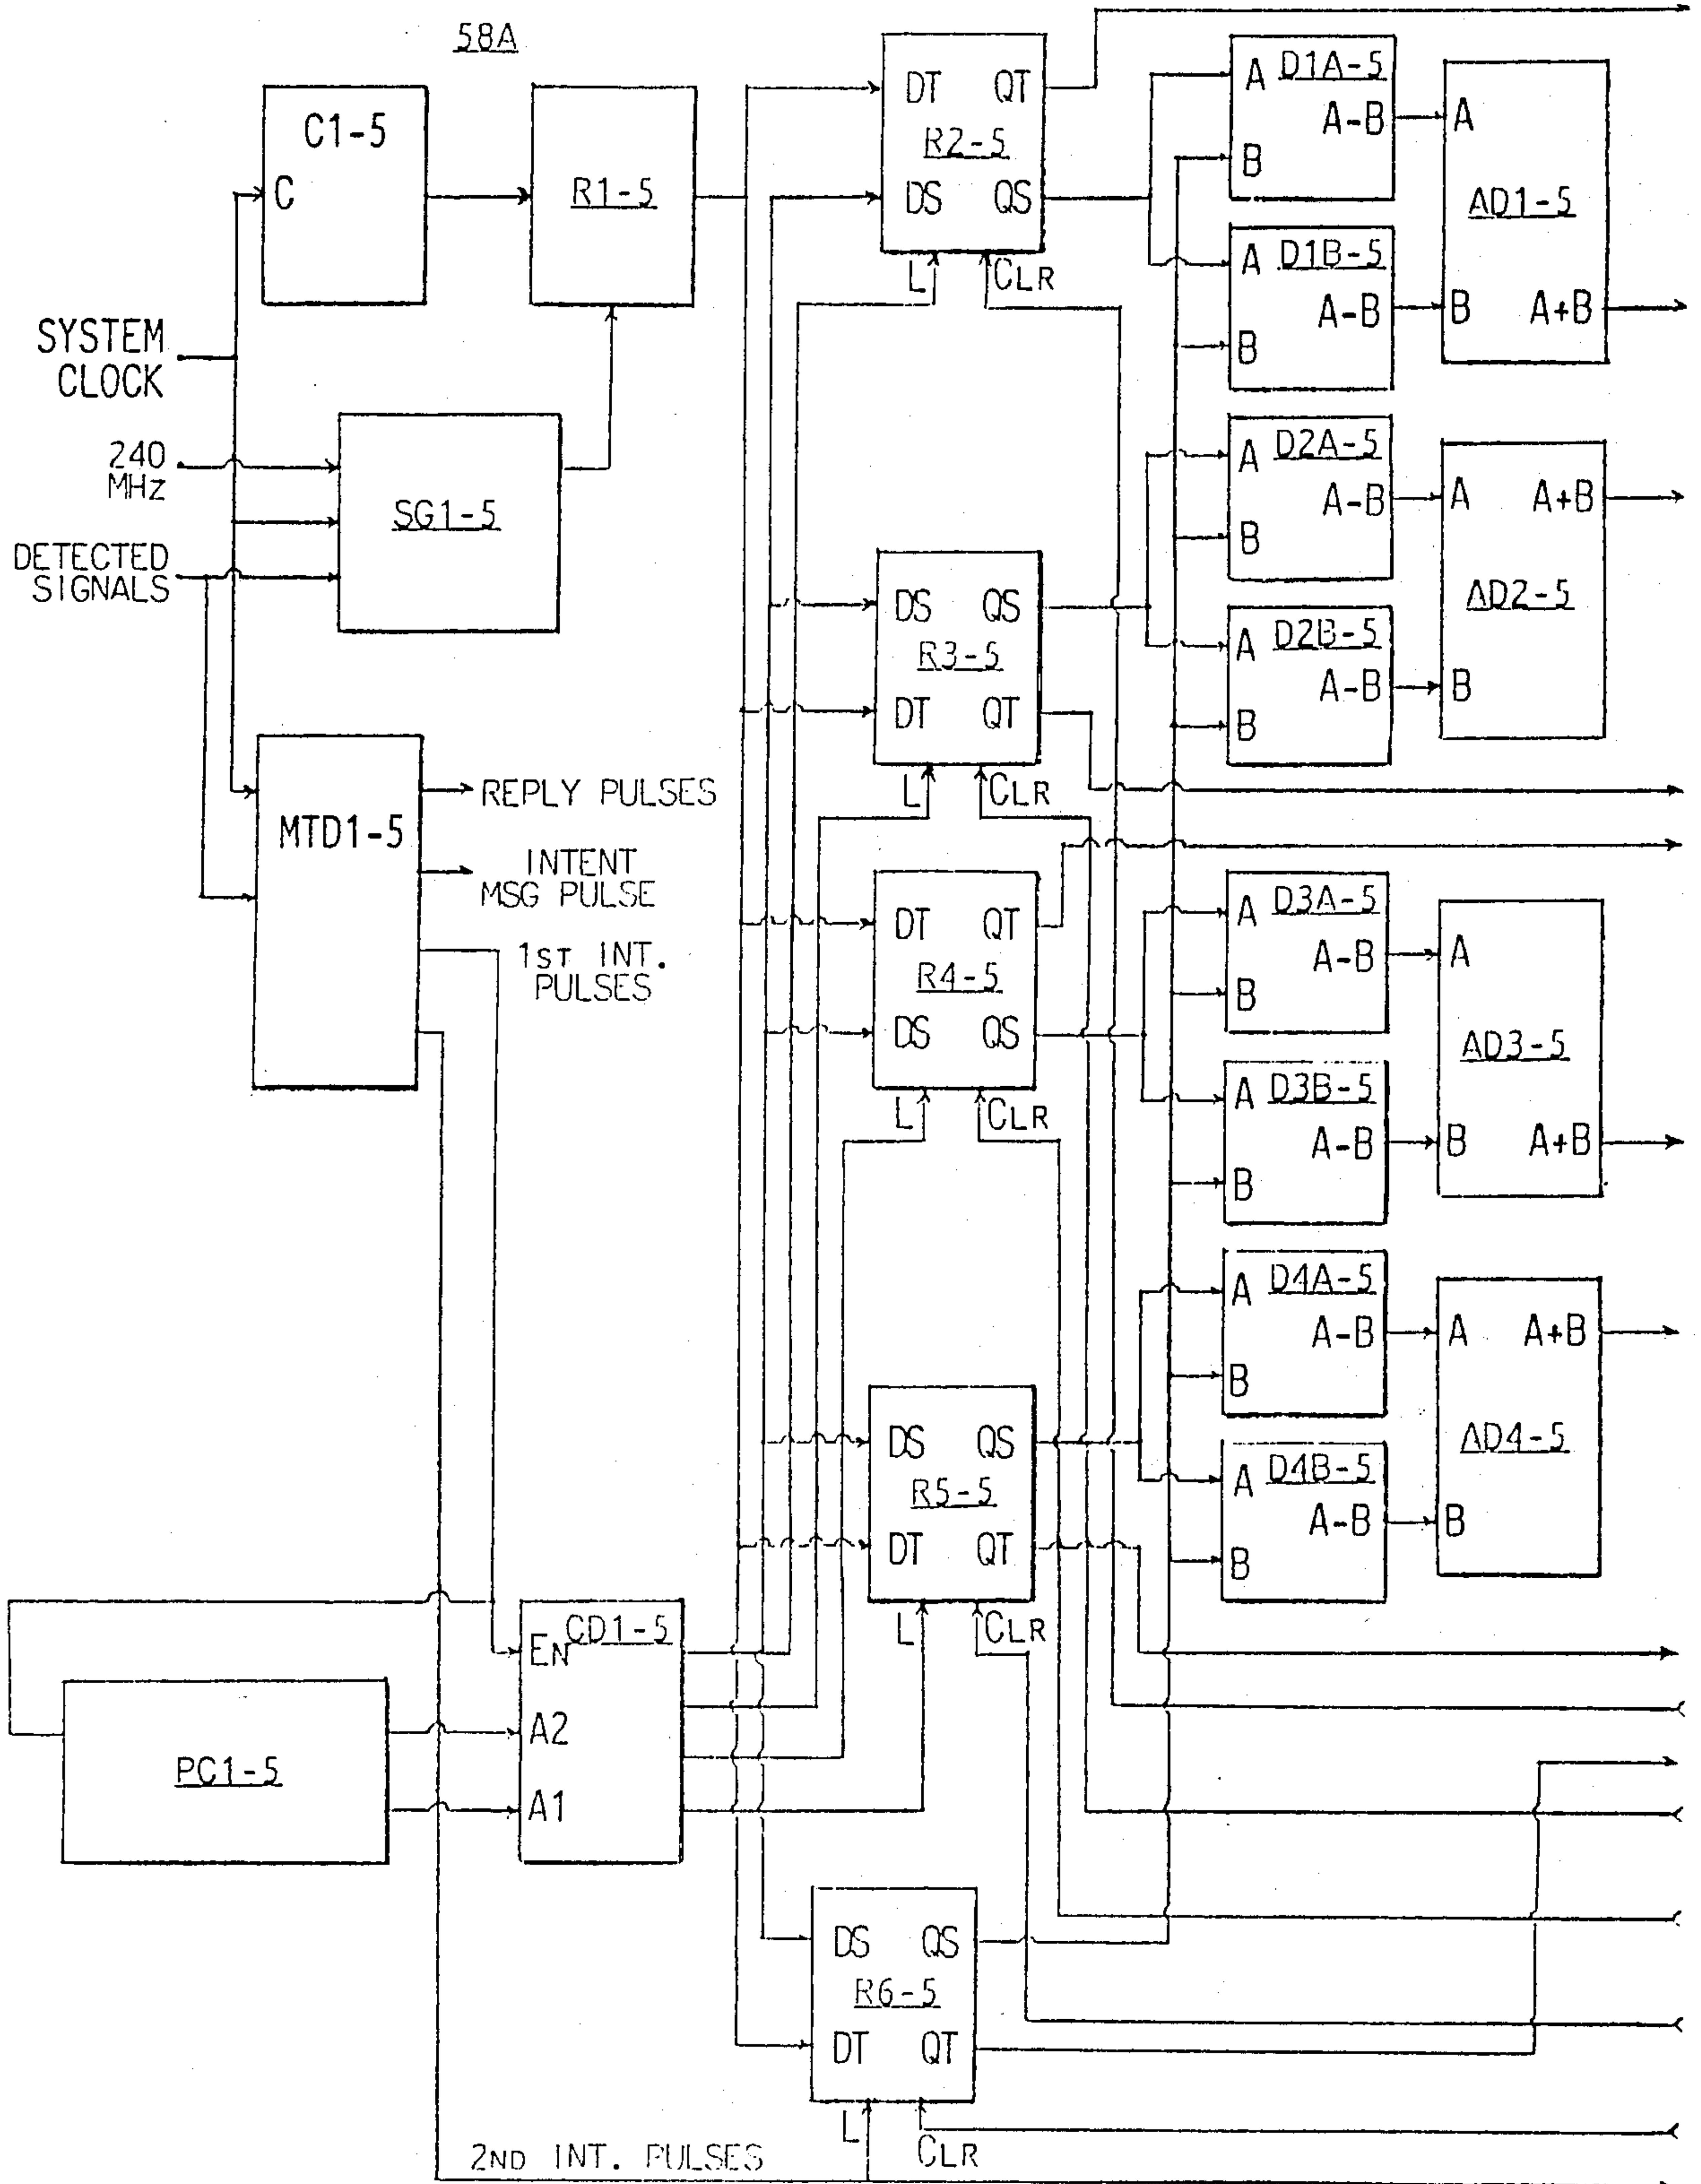 58A
C1-5
C
R1-5
SYSTEM
CLOCK
240
MHz
SG1-5
DETECTED
SIGNALS
MTD1-5
REPLY PULSES
INTENT
MSG PULSE
1ST INT.
PULSES
EN
CD1-5
A2
A1
PC1-5
2ND INT. PULSES
DT QT
R2-5
DS QS
L CLR
DS QS
R3-5
DT QT
L CLR
DT QT
R4-5
DS QS
L CLR
DS QS
R5-5
DT QT
L CLR
DS QS
R6-5
DT QT
L CLR
A D1A-5
A-B
B
A D1B-5
A-B
B
A
AD1-5
B A+B
A D2A-5
A-B
B
A D2B-5
A-B
B
A A+B
AD2-5
B
A D3A-5
A-B
B
A D3B-5
A-B
B
A
AD3-5
B A+B
A D4A-5
A-B
B
A D4B-5
A-B
B
A A+B
AD4-5
B